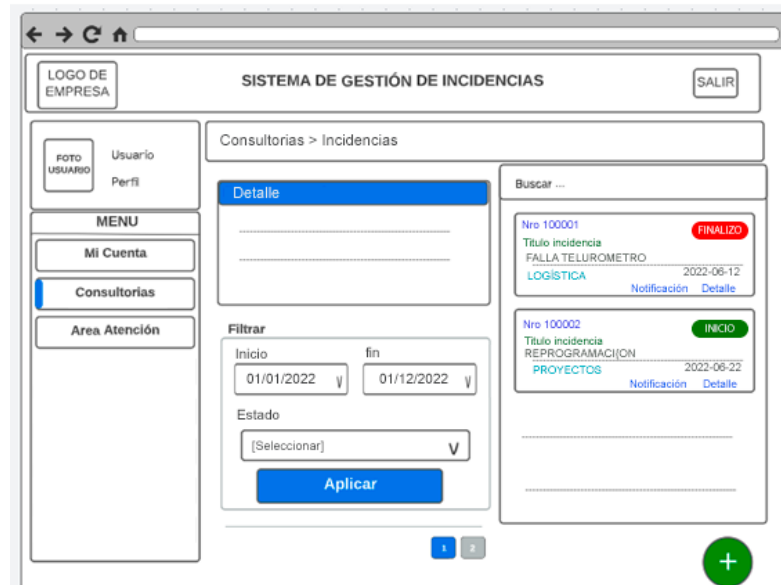 LOGO DE
EMPRESA
SISTEMA DE GESTIÓN DE INCIDENCIAS
SALIR
FOTO
USUARIO
Usuario
Perfil
MENU
Mi Cuenta
Consultorias
Area Atención
Consultorias > Incidencias
Detalle
Filtrar
Inicio
fin
01/01/2022 V
01/12/2022 V
Estado
[Seleccionar] V
Aplicar
1 2
Buscar ...
Nro 100001
FINALIZO
Titulo incidencia
FALLA TELUROMETRO
LOGÍSTICA
2022-06-12
Notificación Detalle
Nro 100002
INICIO
Titulo incidencia
REPROGRAMACI{ON
PROYECTOS
2022-06-22
Notificación Detalle
+